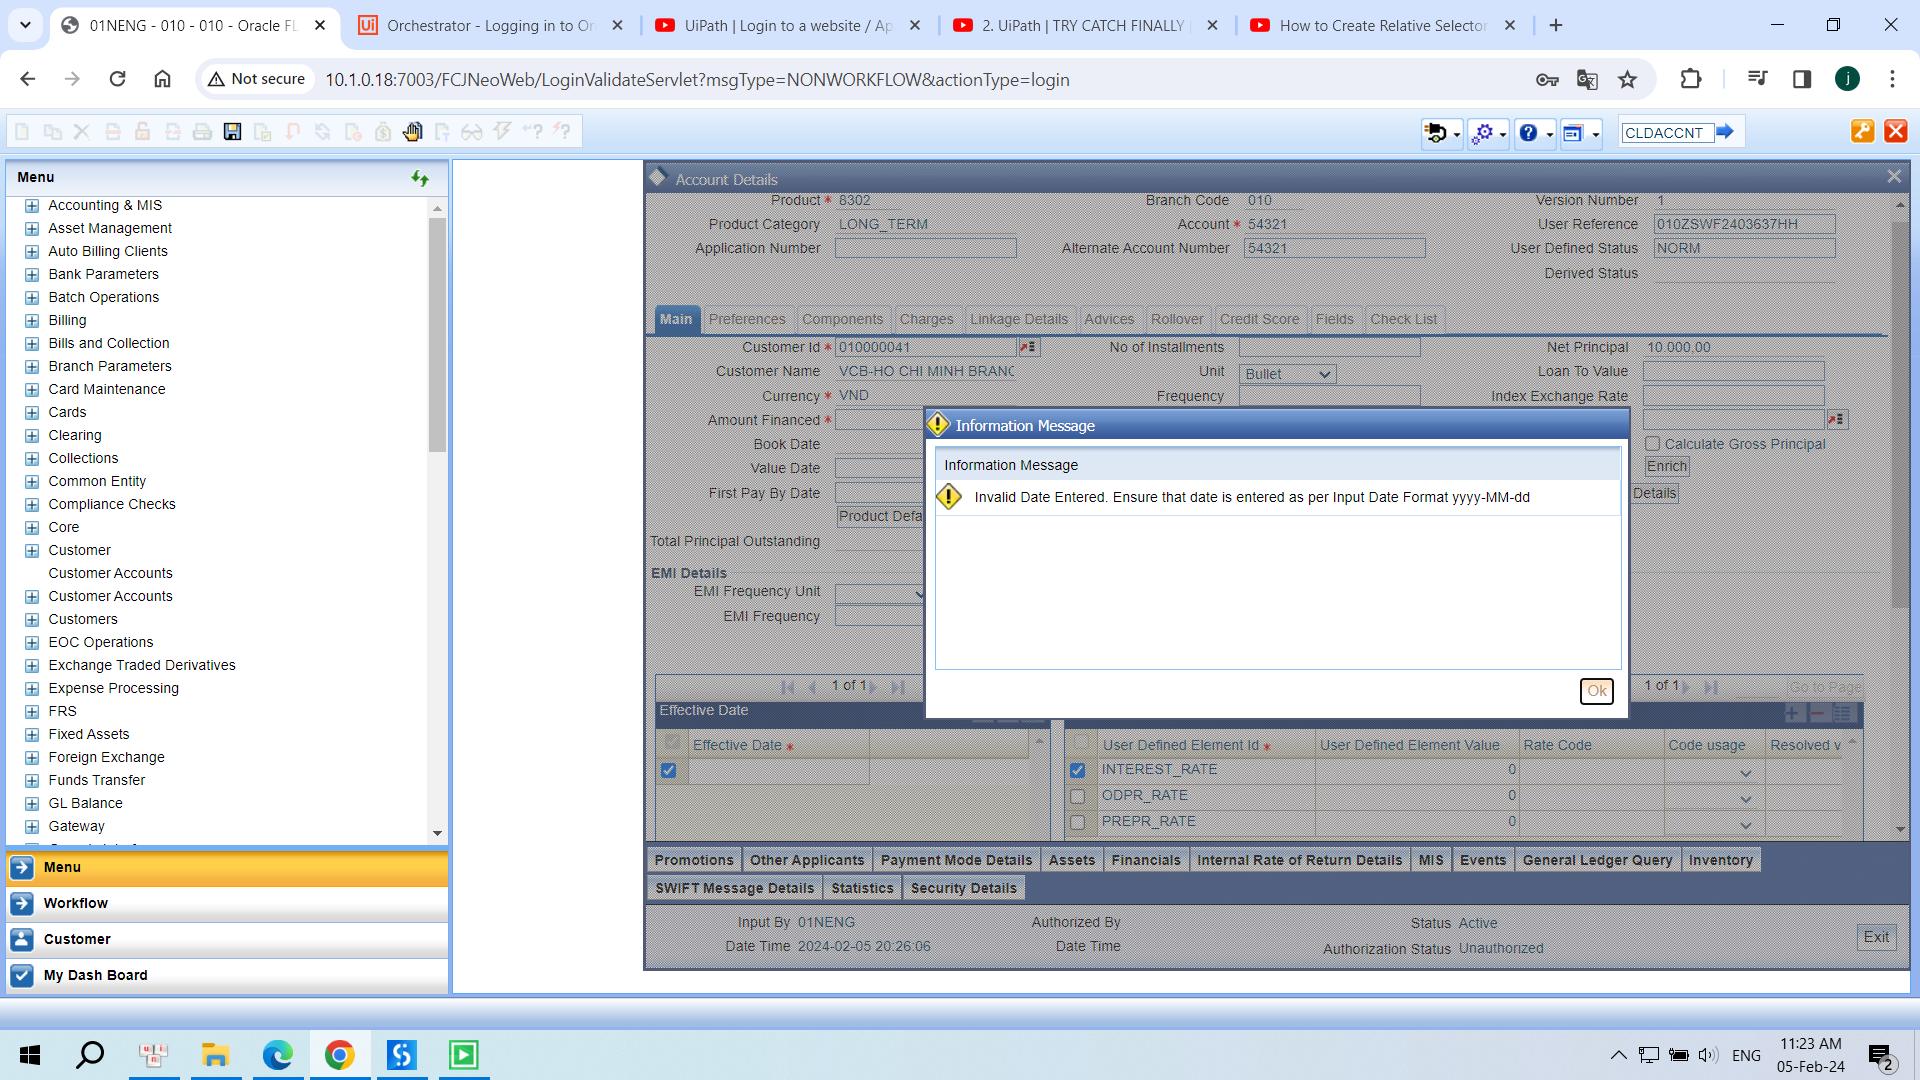 01NENG - 010 - 010 - Oracle FL
Orchestrator - Logging in to Or
UiPath | Login to a website / Ap
2. UiPath | TRY CATCH FINALLY
How to Create Relative Selector
Not secure
10.1.0.18:7003/FCJNeoWeb/LoginValidateServlet?msgType=NONWORKFLOW&actionType=login
CLDACCNT
Menu
Accounting & MIS
Asset Management
Auto Billing Clients
Bank Parameters
Batch Operations
Billing
Bills and Collection
Branch Parameters
Card Maintenance
Cards
Clearing
Collections
Common Entity
Compliance Checks
Core
Customer
Customer Accounts
Customer Accounts
Customers
EOC Operations
Exchange Traded Derivatives
Expense Processing
FRS
Fixed Assets
Foreign Exchange
Funds Transfer
GL Balance
Gateway
Menu
Workflow
Customer
My Dash Board
Account Details
Product * 8302 Branch Code 010 Version Number 1
Product Category LONG_TERM Account * 54321 User Reference 010ZSWF2403637HH
Application Number Alternate Account Number 54321 User Defined Status NORM
Derived Status
Main Preferences Components Charges Linkage Details Advices Rollover Credit Score Fields Check List
Customer Id * 010000041 No of Installments Net Principal 10.000,00
Customer Name VCB-HO CHI MINH BRANC Unit Bullet Loan To Value
Currency * VND Frequency Index Exchange Rate
Amount Financed *
Book Date Calculate Gross Principal
Value Date Enrich
First Pay By Date Details
Product Defa
Total Principal Outstanding
EMI Details
EMI Frequency Unit
EMI Frequency
Information Message
Information Message
Invalid Date Entered. Ensure that date is entered as per Input Date Format yyyy-MM-dd
Ok
1 of 1 1 of 1 Go to Page
Effective Date
Effective Date * User Defined Element Id * User Defined Element Value Rate Code Code usage Resolved v
INTEREST_RATE 0
ODPR_RATE 0
PREPR_RATE 0
Promotions Other Applicants Payment Mode Details Assets Financials Internal Rate of Return Details MIS Events General Ledger Query Inventory
SWIFT Message Details Statistics Security Details
Input By 01NENG Authorized By Status Active
Date Time 2024-02-05 20:26:06 Date Time Authorization Status Unauthorized
Exit
ENG
11:23 AM
05-Feb-24
2